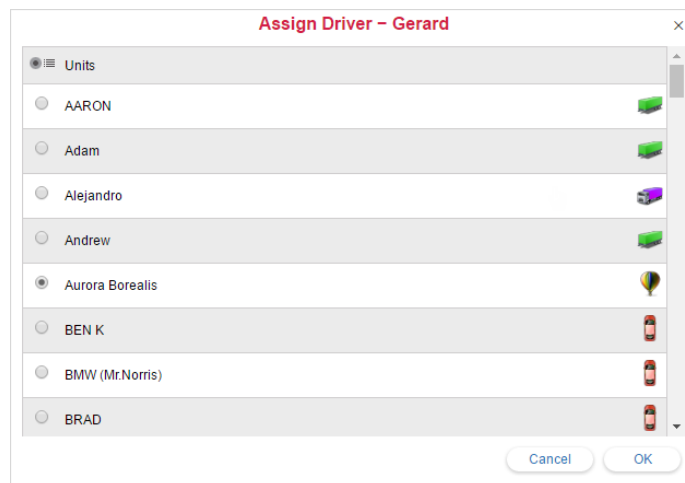 Assign Driver – Gerard
×
Units
AARON
Adam
Alejandro
Andrew
Aurora Borealis
BEN K
BMW (Mr.Norris)
BRAD
Cancel OK